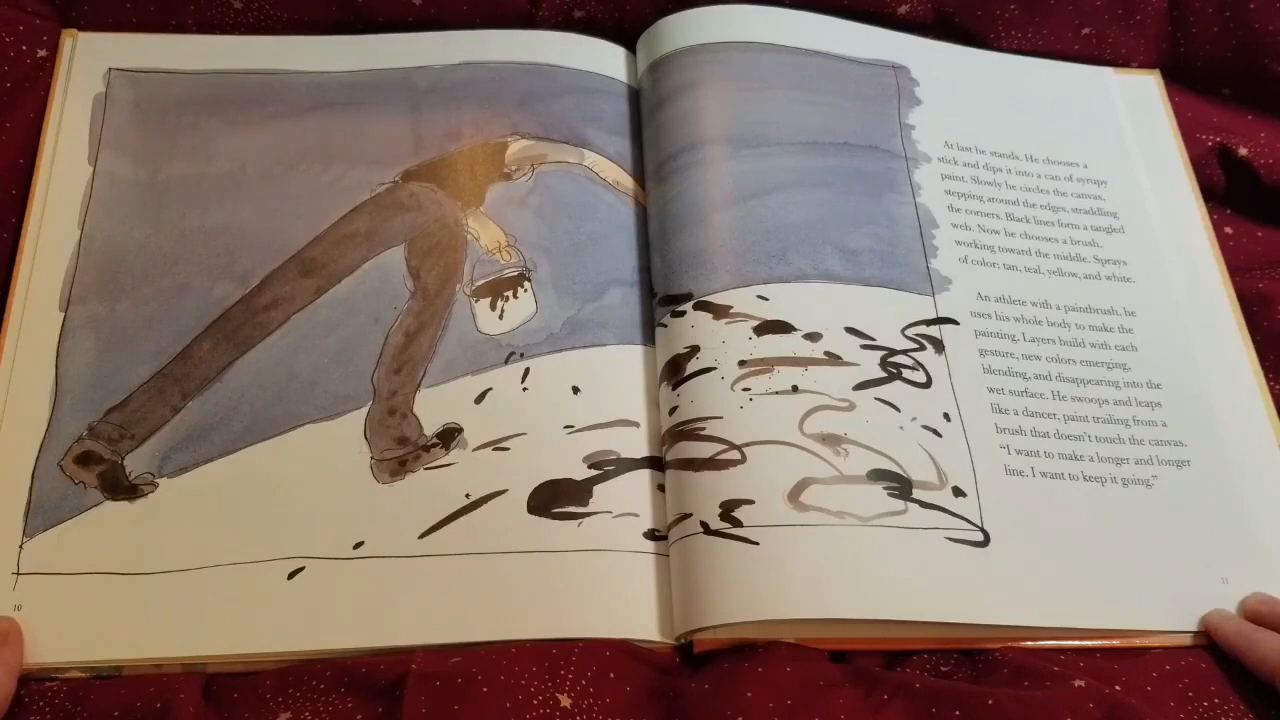 At last he stands. He chooses a
stick and dips it into a can of syrupy
paint. Slowly he circles the canvas,
stepping around the edges, straddling
the corners. Black lines form a tangled
web. Now he chooses a brush,
working toward the middle. Sprays
of color: tan, teal, yellow, and white.
An athlete with a paintbrush, he
uses his whole body to make the
painting. Layers build with each
gesture, new colors emerging,
blending, and disappearing into the
wet surface. He swoops and leaps
like a dancer, paint trailing from a
brush that doesn't touch the canvas.
"I want to make a longer and longer
line. I want to keep it going."
10
11